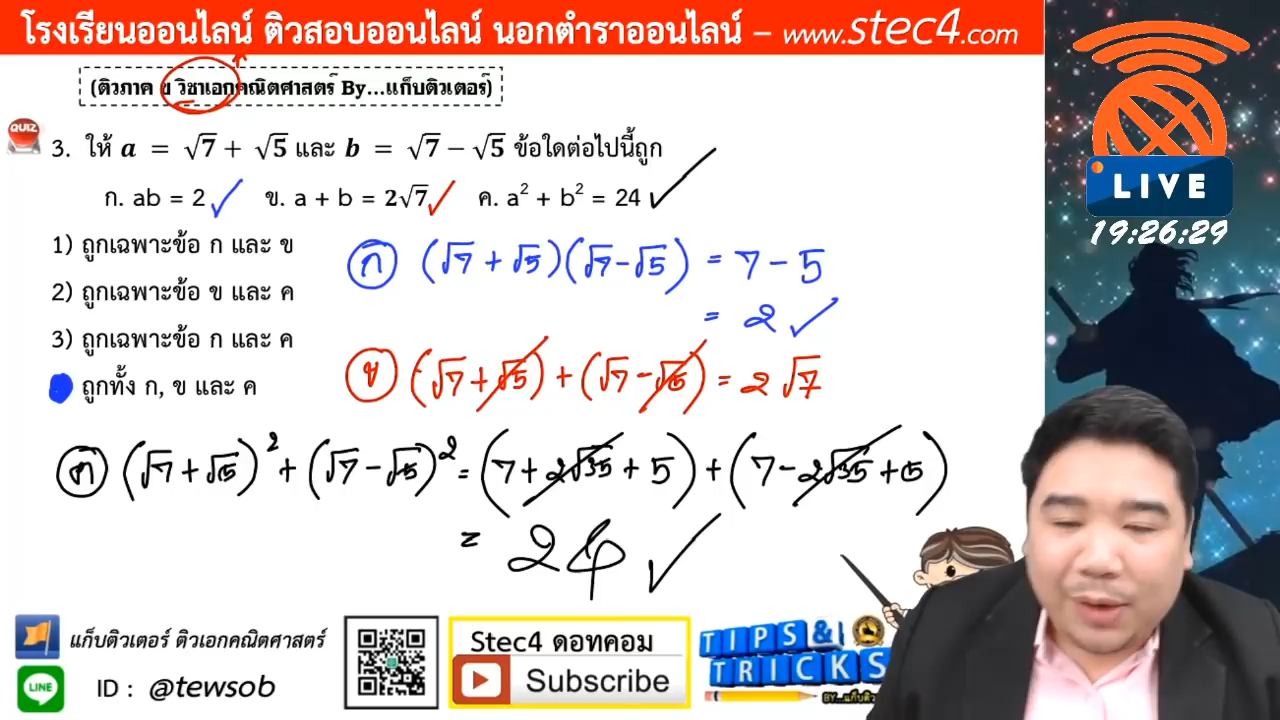 โรงเรียนออนไลน์ ติวสอบออนไลน์ นอกตำราออนไลน์ – www.stec4.com
(ติวภาค ข วิชาเอกคณิตศาสตร์ By...แก็บติวเตอร์)
QUIZ
3. ให้ a = √7 + √5 และ b = √7 − √5 ข้อใดต่อไปนี้ถูก
ก. ab = 2 ✓ ข. a + b = 2√7 ✓ ค. a² + b² = 24 ✓
1) ถูกเฉพาะข้อ ก และ ข
2) ถูกเฉพาะข้อ ข และ ค
3) ถูกเฉพาะข้อ ก และ ค
ถูกทั้ง ก, ข และ ค
ก (√7 + √5)(√7 − √5) = 7 − 5
= 2 ✓
ข (√7 + √5) + (√7 − √5) = 2√7
ค (√7 + √5)² + (√7 − √5)² = (7 + 2√35 + 5) + (7 − 2√35 + 5)
= 24 ✓
LIVE
19:26:29
แก็บติวเตอร์ ติวเอกคณิตศาสตร์
LINE
ID : @tewsob
Stec4 ดอทคอม
Subscribe
TIPS &
TRICKS